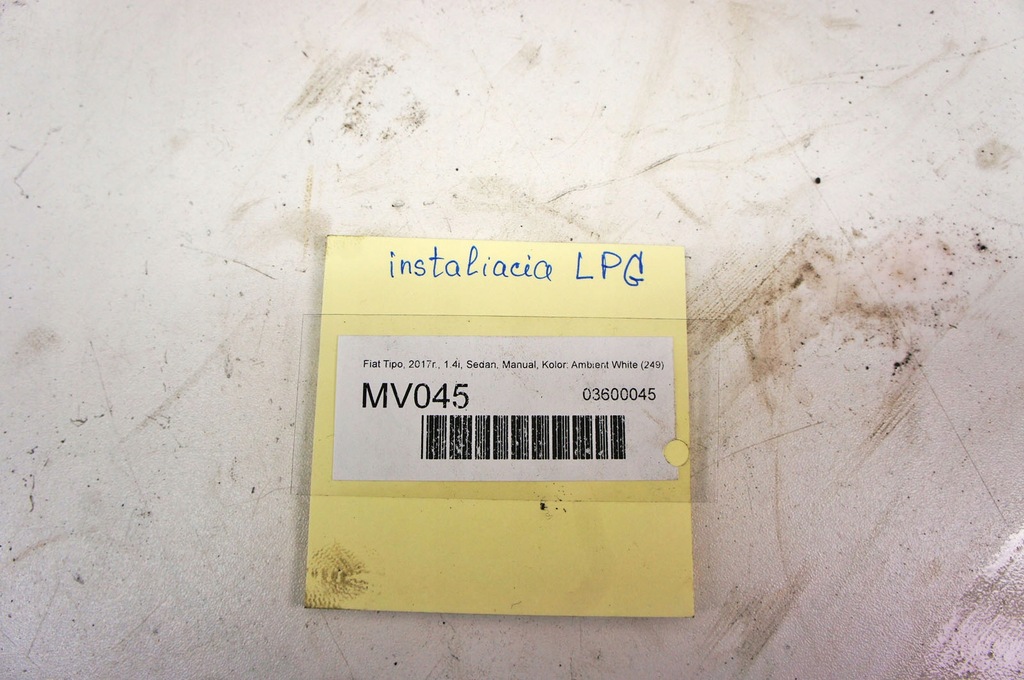 instaliacia LPG
Fiat Tipo, 2017r., 1.4i, Sedan, Manual, Kolor: Ambient White (249)
MV045 03600045